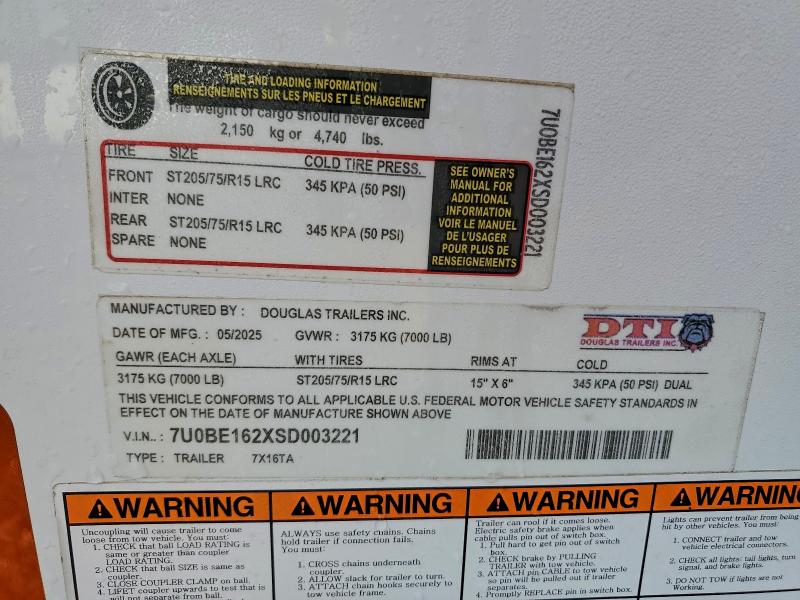 TIRE AND LOADING INFORMATION
RENSEIGNEMENTS SUR LES PNEUS ET LE CHARGEMENT
The weight of cargo should never exceed
2,150 kg or 4,740 lbs.
TIRE SIZE COLD TIRE PRESS.
FRONT ST205/75/R15 LRC 345 KPA (50 PSI)
INTER NONE
REAR ST205/75/R15 LRC 345 KPA (50 PSI)
SPARE NONE
SEE OWNER'S
MANUAL FOR
ADDITIONAL
INFORMATION
VOIR LE MANUEL
DE L'USAGER
POUR PLUS DE
RENSEIGNEMENTS
7U0BE162XSD003221
MANUFACTURED BY : DOUGLAS TRAILERS INC.
DATE OF MFG. : 05/2025 GVWR : 3175 KG (7000 LB)
DTI
DOUGLAS TRAILERS INC.
GAWR (EACH AXLE) WITH TIRES RIMS AT COLD
3175 KG (7000 LB) ST205/75/R15 LRC 15" X 6" 345 KPA (50 PSI) DUAL
THIS VEHICLE CONFORMS TO ALL APPLICABLE U.S. FEDERAL MOTOR VEHICLE SAFETY STANDARDS IN
EFFECT ON THE DATE OF MANUFACTURE SHOWN ABOVE
V.I.N.. : 7U0BE162XSD003221
TYPE : TRAILER 7X16TA
WARNING
Uncoupling will cause trailer to come
loose from tow vehicle. You must:
1. CHECK that ball LOAD RATING is
same or greater than coupler
LOAD RATING.
2. CHECK that ball SIZE is same as
coupler.
3. CLOSE COUPLER CLAMP on ball.
4. LIFET coupler upwards to test that is
will not separate from ball.
WARNING
ALWAYS use safety chains. Chains
hold trailer if connection fails.
You must:
1. CROSS chains underneath
coupler.
2. ALLOW slack for trailer to turn.
3. ATTACH chain hooks securely to
tow vehicle frame.
WARNING
Trailer can rool if it comes loose.
Electric safety brake applies when
cable pulls pin out of switch box.
1. Pull hard to get pin out of switch
box.
2. CHECK brake by PULLING
TRAILER with tow vehicle.
3. ATTACH pin CABLE to tow vehicle
so pin will be pulled out if trailer
separates.
4. Promptly REPLACE pin in switch box.
WARNING
Lights can prevent trailer from being
hit by other vehicles. You must:
1. CONNECT trailer and tow
vehicle electrical connectors.
2. CHECK all lights: tail lights, turn
signal, and brake lights.
3. DO NOT TOW if lights are not
Working.